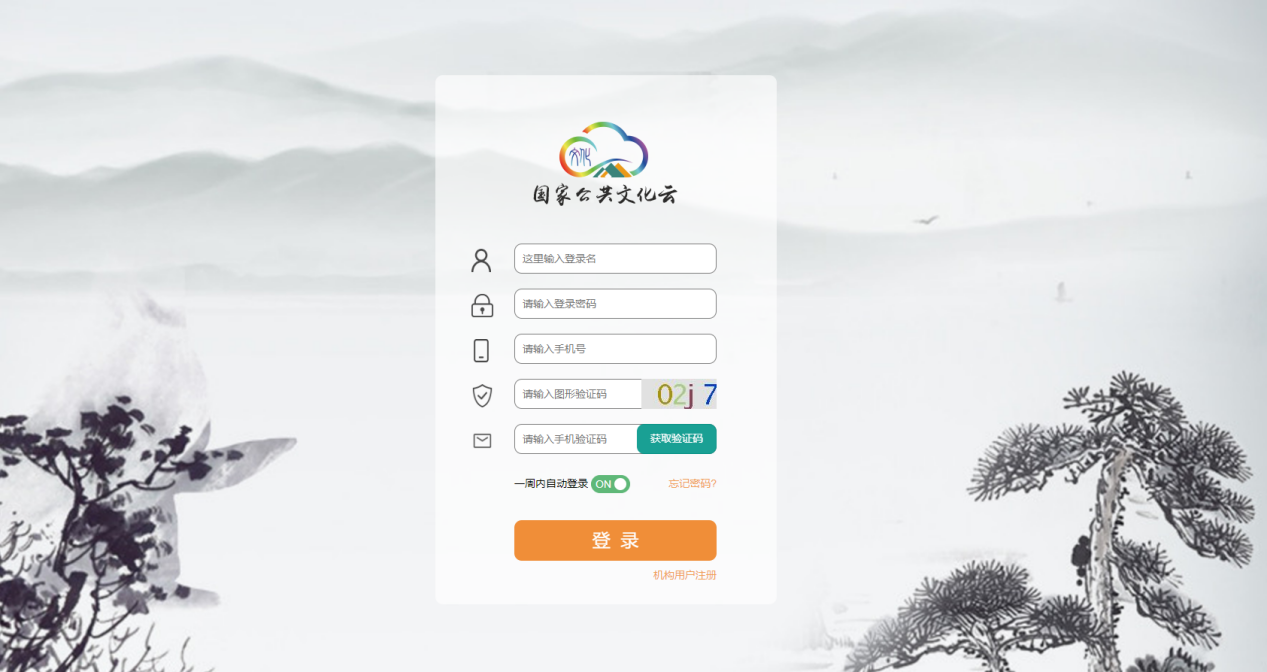 文化
国家公共文化云
这里输入登录名
请输入登录密码
请输入手机号
请输入图形验证码
02j 7
请输入手机验证码
获取验证码
一周内自动登录 ON
忘记密码?
登 录
机构用户注册